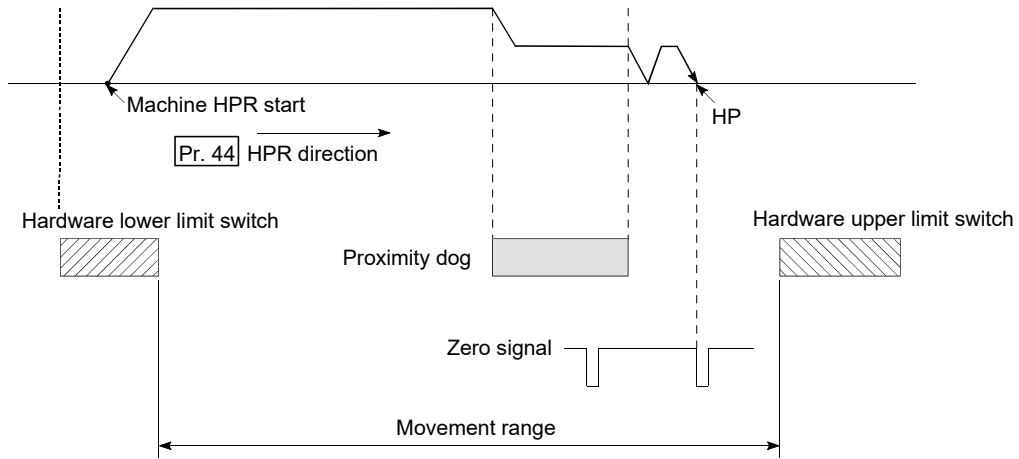 Machine HPR start
HP
Pr. 44 HPR direction
Hardware lower limit switch
Hardware upper limit switch
Proximity dog
Zero signal
Movement range